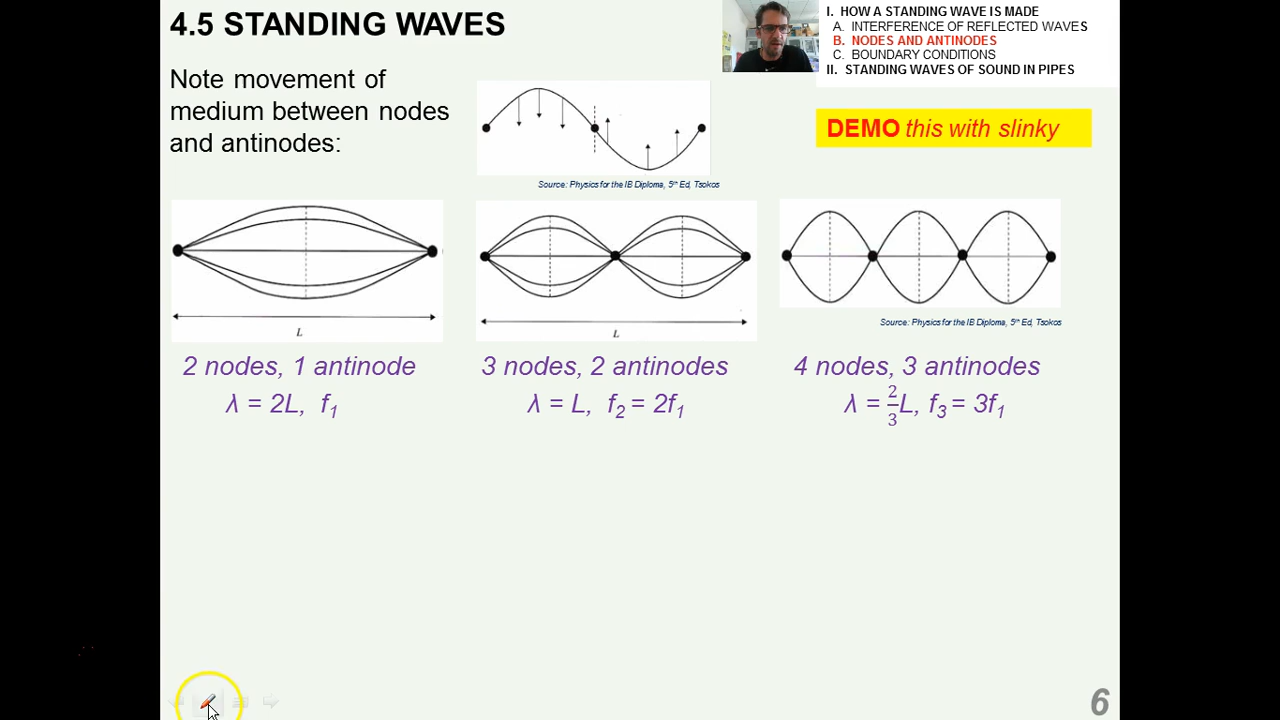 4.5 STANDING WAVES
I. HOW A STANDING WAVE IS MADE
A. INTERFERENCE OF REFLECTED WAVES
B. NODES AND ANTINODES
C. BOUNDARY CONDITIONS
II. STANDING WAVES OF SOUND IN PIPES
Note movement of
medium between nodes
and antinodes:
DEMO this with slinky
Source: Physics for the IB Diploma, 5th Ed, Tsokos
L
L
Source: Physics for the IB Diploma, 5th Ed, Tsokos
2 nodes, 1 antinode
λ = 2L, f₁
3 nodes, 2 antinodes
λ = L, f₂ = 2f₁
4 nodes, 3 antinodes
λ = 2/3 L, f₃ = 3f₁
6